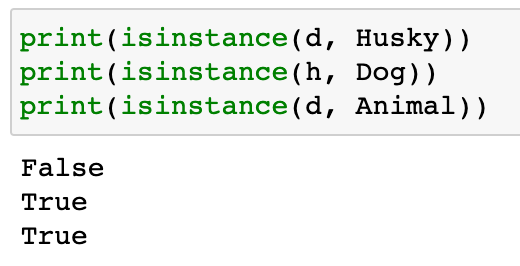 print(isinstance(d, Husky))
print(isinstance(h, Dog))
print(isinstance(d, Animal))
False
True
True